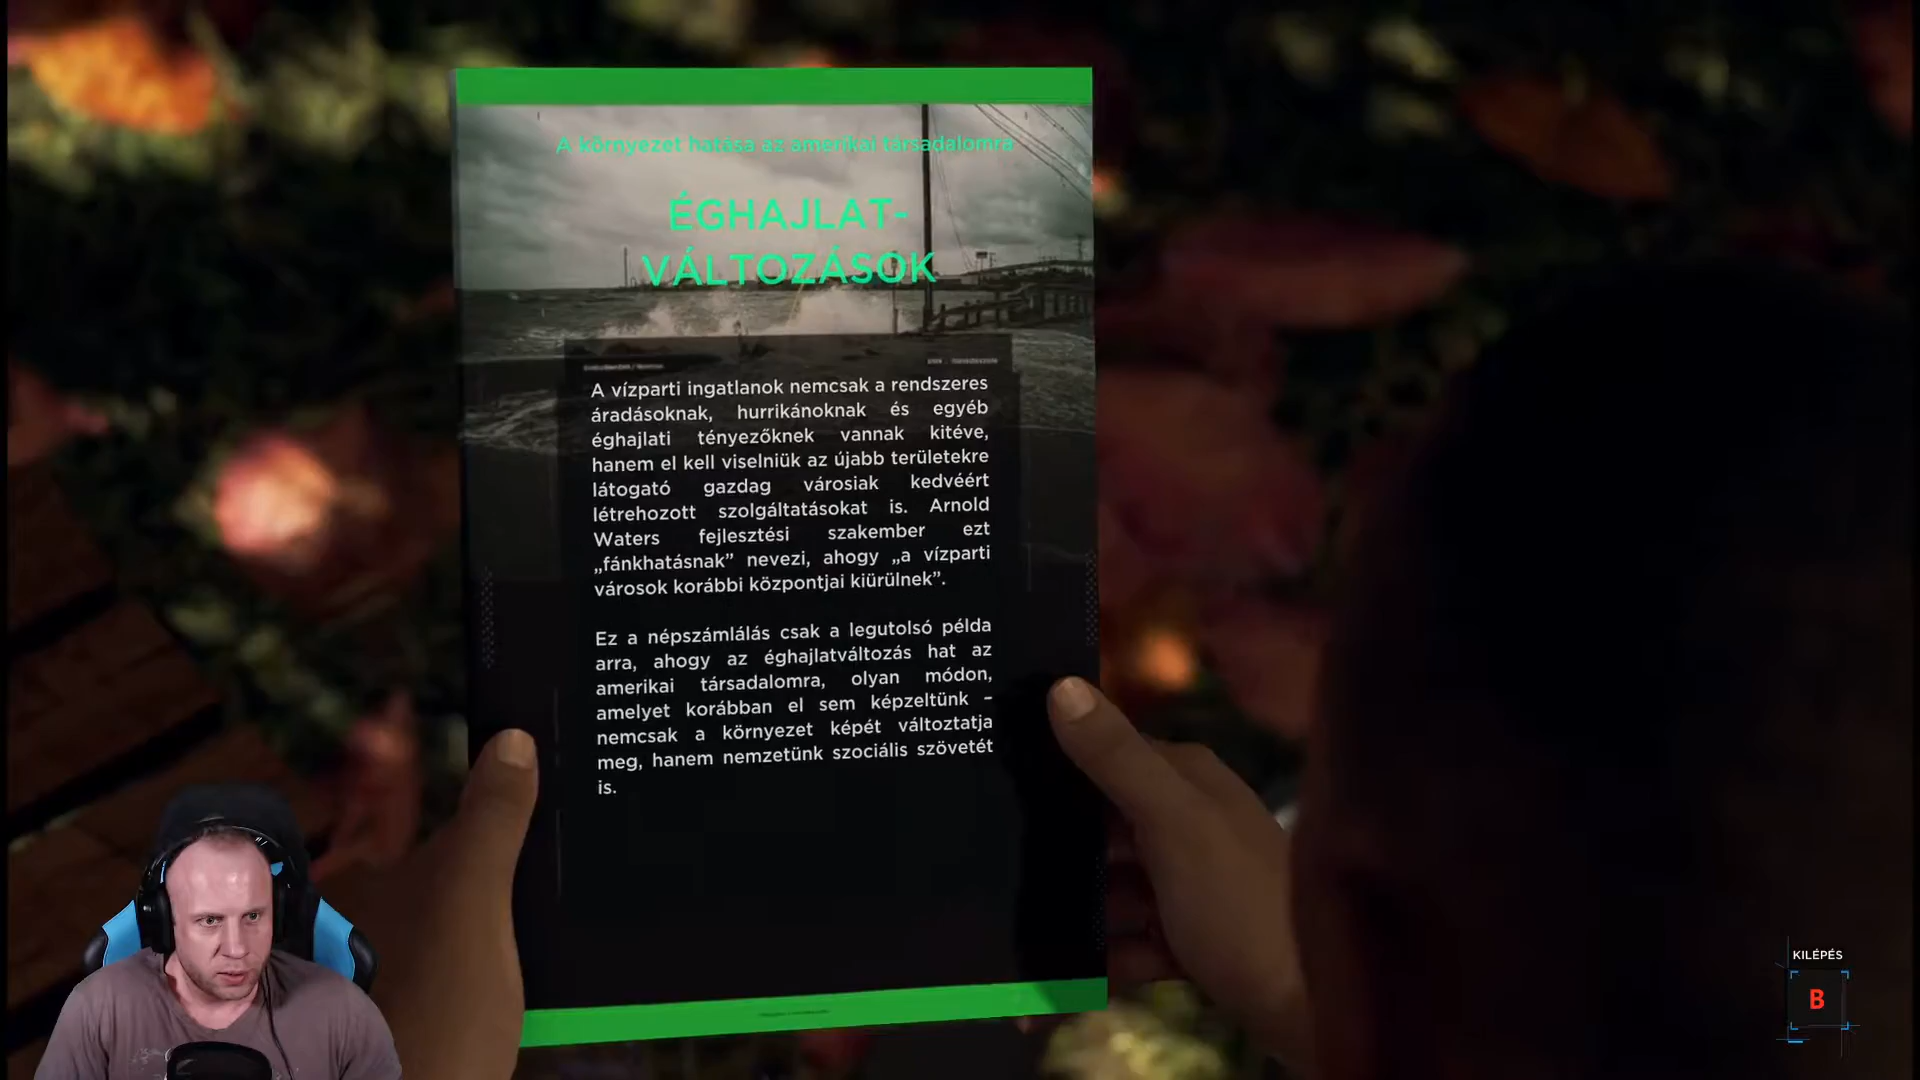 A környezet hatása az amerikai társadalomra
ÉGHAJLAT-
VÁLTOZÁSOK
A vízparti ingatlanok nemcsak a rendszeres
áradásoknak, hurrikánoknak és egyéb
éghajlati tényezőknek vannak kitéve,
hanem el kell viselniük az újabb területekre
látogató gazdag városiak kedvéért
létrehozott szolgáltatásokat is. Arnold
Waters fejlesztési szakember ezt
„fánkhatásnak” nevezi, ahogy „a vízparti
városok korábbi központjai kiürülnek”.
Ez a népszámlálás csak a legutolsó példa
arra, ahogy az éghajlatváltozás hat az
amerikai társadalomra, olyan módon,
amelyet korábban el sem képzeltünk –
nemcsak a környezet képét változtatja
meg, hanem nemzetünk szociális szövetét
is.
KILÉPÉS
B